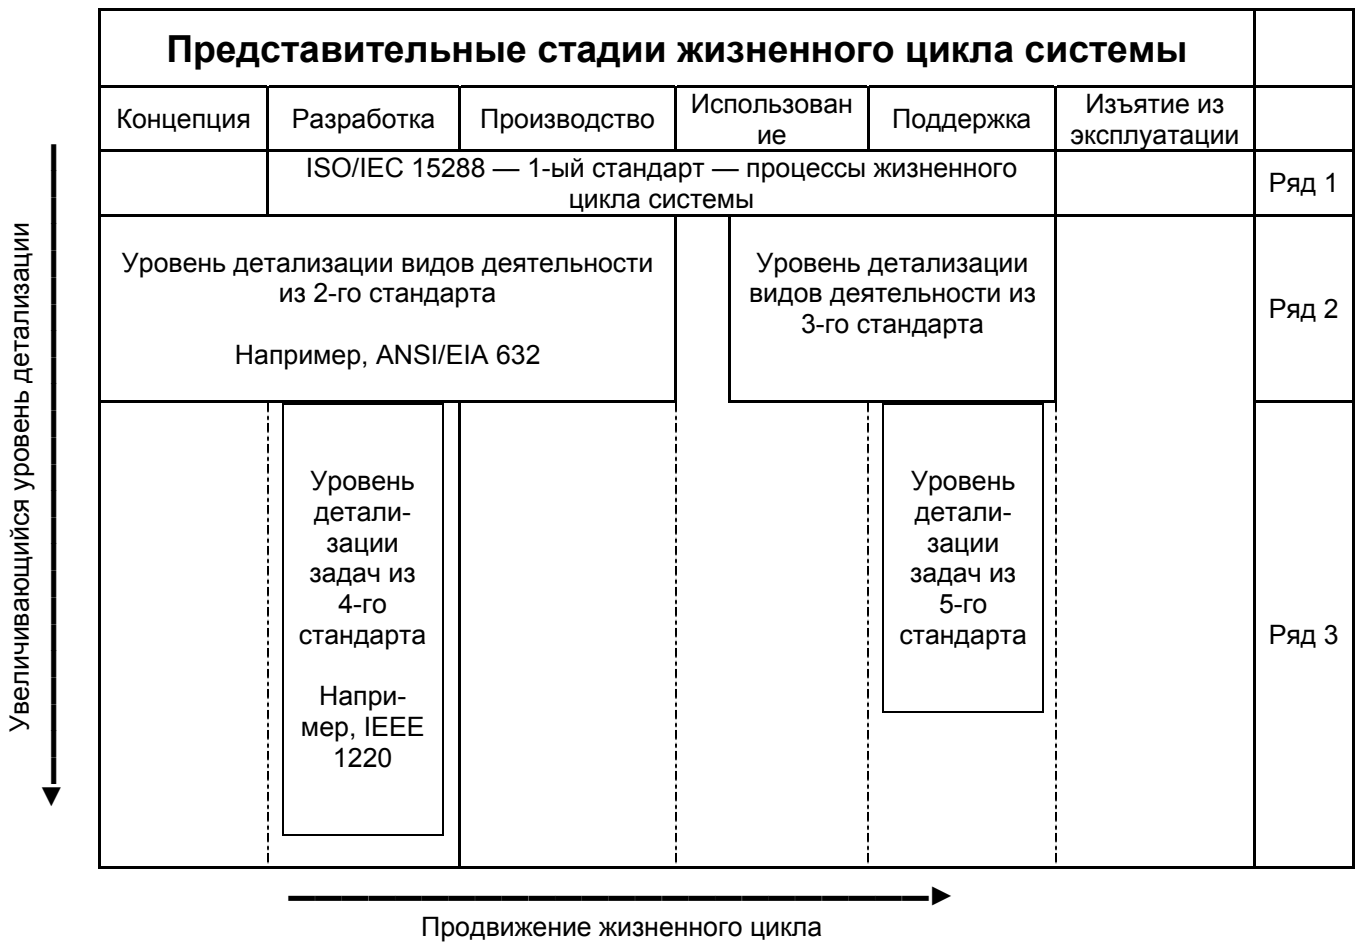 Представительные стадии жизненного цикла системы
Концепция
Разработка
Производство
Использован
ие
Поддержка
Изъятие из
эксплуатации
ISO/IEC 15288 — 1-ый стандарт — процессы жизненного
цикла системы
Ряд 1
Уровень детализации видов деятельности
из 2-го стандарта
Например, ANSI/EIA 632
Уровень детализации
видов деятельности из
3-го стандарта
Ряд 2
Уровень
детали-
зации
задач из
4-го
стандарта
Напри-
мер, IEEE
1220
Уровень
детали-
зации
задач из
5-го
стандарта
Ряд 3
Увеличивающийся уровень детализации
Продвижение жизненного цикла